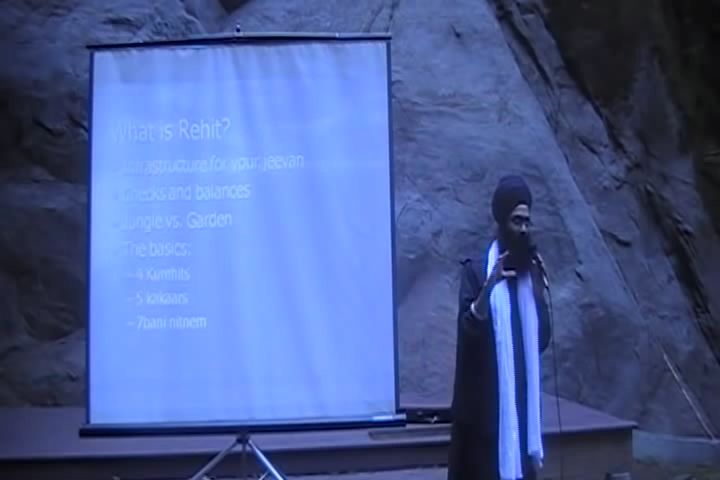 What is Rehit?
Infrastructure for your jeevan
Checks and balances
Jungle vs. Garden
The basics:
– 4 Kurehits
– 5 kakaars
– 7bani nitnem